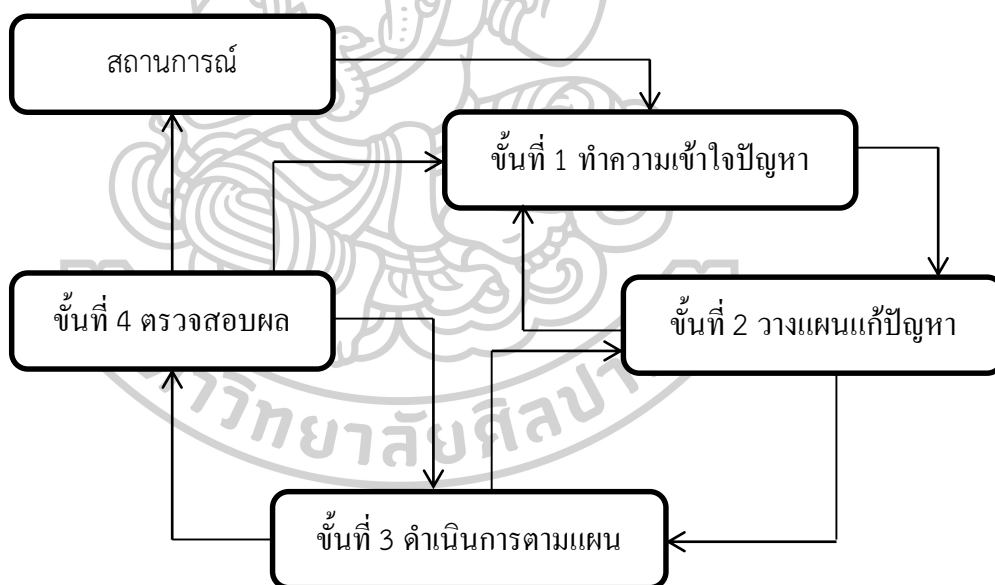 สถานการณ์
ขั้นที่ 1 ทำความเข้าใจปัญหา
ขั้นที่ 4 ตรวจสอบผล
ขั้นที่ 2 วางแผนแก้ปัญหา
ขั้นที่ 3 ดำเนินการตามแผน